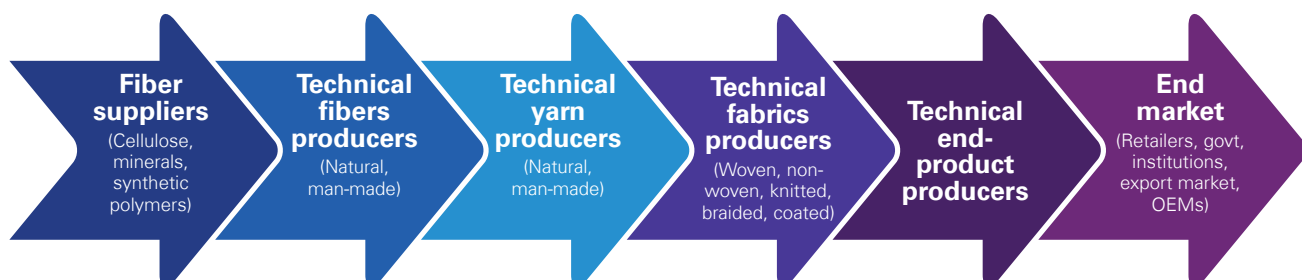 Fiber
suppliers
(Cellulose,
minerals,
synthetic
polymers)
Technical
fibers
producers
(Natural,
man-made)
Technical
yarn
producers
(Natural,
man-made)
Technical
fabrics
producers
(Woven, non-
woven, knitted,
braided, coated)
Technical
end-
product
producers
End
market
(Retailers, govt,
institutions,
export market,
OEMs)